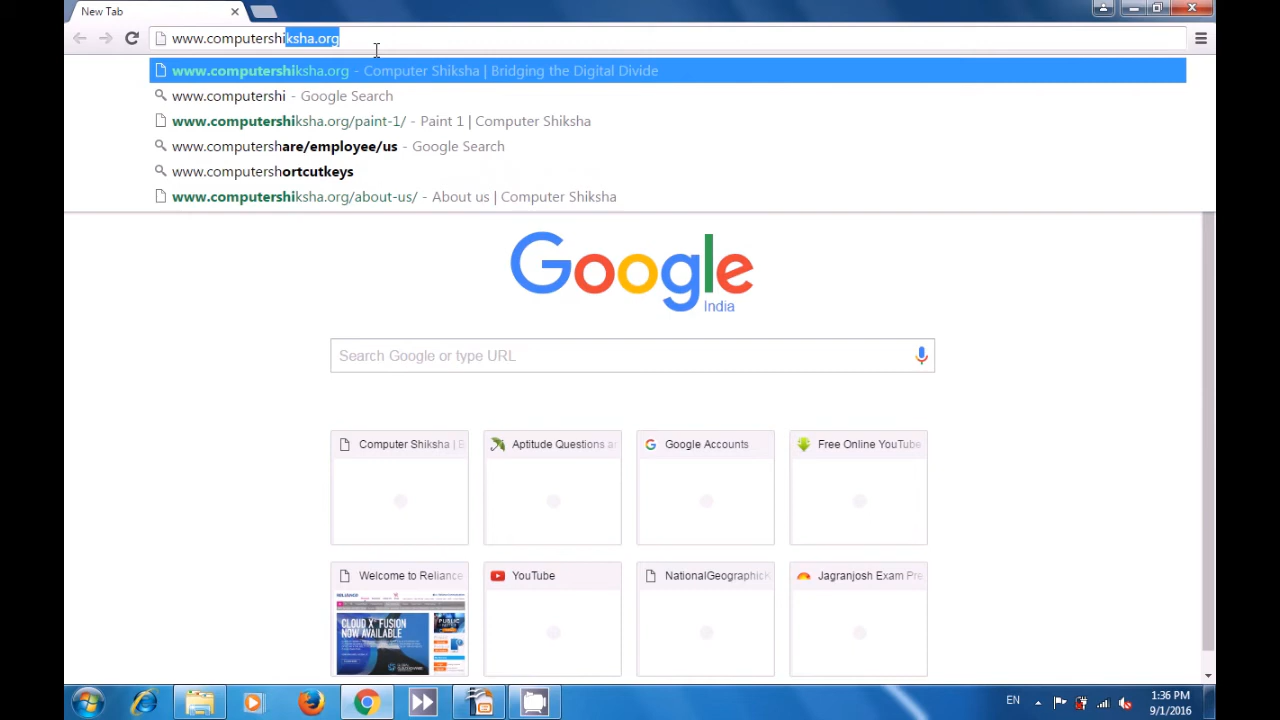 New Tab
www.computershiksha.org
www.computershiksha.org - Computer Shiksha | Bridging the Digital Divide
www.computershi - Google Search
www.computershiksha.org/paint-1/ - Paint 1 | Computer Shiksha
www.computershare/employee/us - Google Search
www.computershortcutkeys
www.computershiksha.org/about-us/ - About us | Computer Shiksha
Google
India
Search Google or type URL
Computer Shiksha | B
Aptitude Questions a
Google Accounts
Free Online YouTube
Welcome to Reliance
YouTube
NationalGeographic
Jagranjosh Exam Pre
RELIANCE
CLOUD X FUSION
NOW AVAILABLE
EN
1:36 PM
9/1/2016